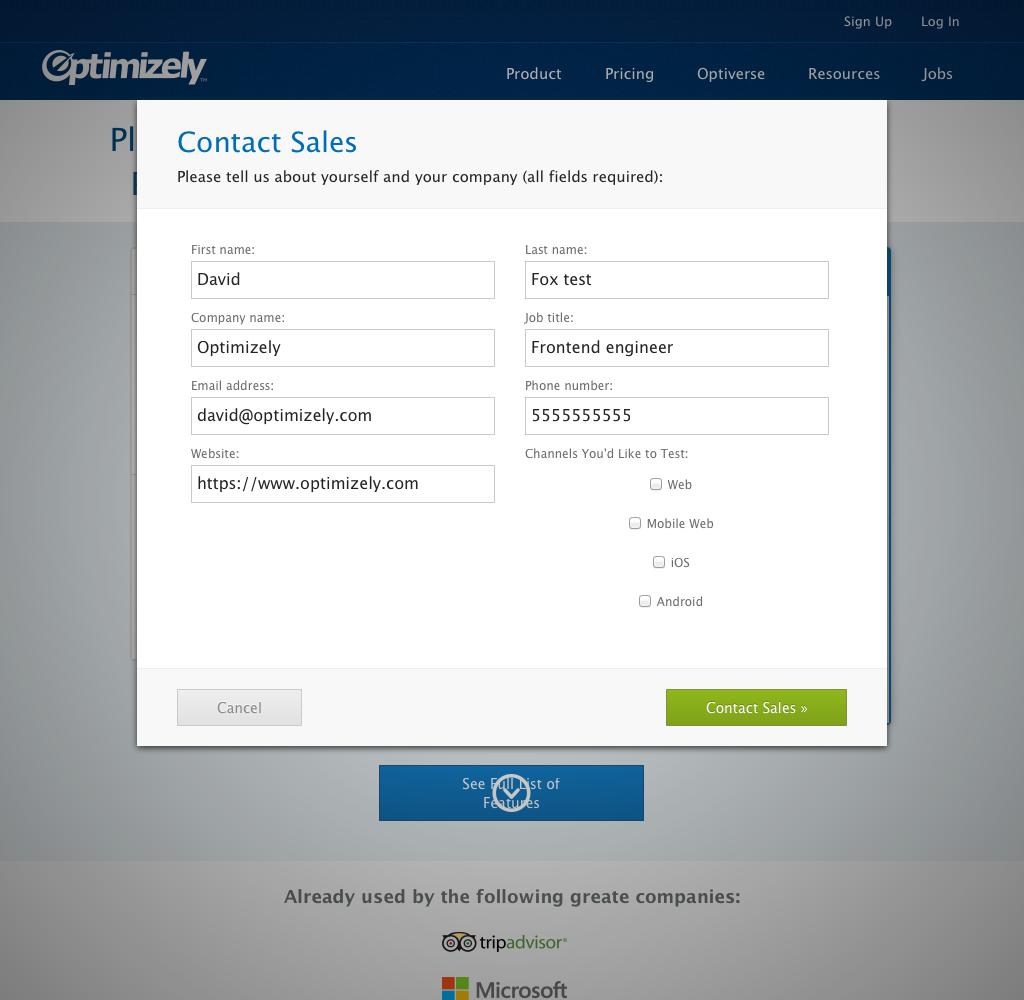 Sign Up Log In
Optimizely™
Product Pricing Optiverse Resources Jobs
Pl
Contact Sales
Please tell us about yourself and your company (all fields required):
First name: Last name:
David Fox test
Company name: Job title:
Optimizely Frontend engineer
Email address: Phone number:
david@optimizely.com 5555555555
Website: Channels You'd Like to Test:
https://www.optimizely.com
Web
Mobile Web
iOS
Android
Cancel Contact Sales »
See Full List of
Features
Already used by the following greate companies:
tripadvisor®
Microsoft